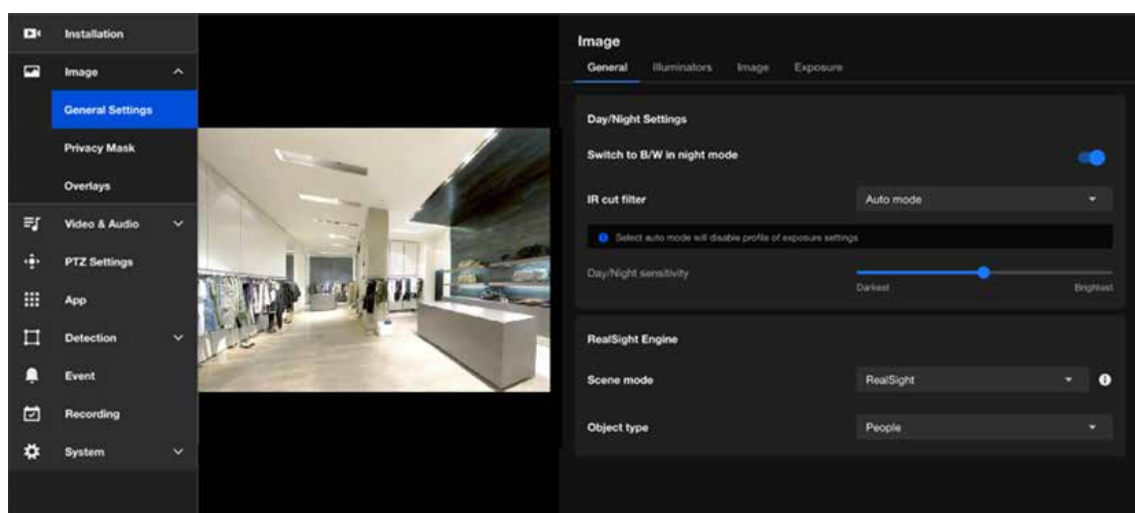 Installation
Image
General Settings
Privacy Mask
Overlays
Video & Audio
PTZ Settings
App
Detection
Event
Recording
System
Image
General Illuminators Image Exposure
Day/Night Settings
Switch to B/W in night mode
IR cut filter Auto mode
Select auto mode will disable profile of exposure settings
Day/Night sensitivity
Darkest Brightest
RealSight Engine
Scene mode RealSight
Object type People